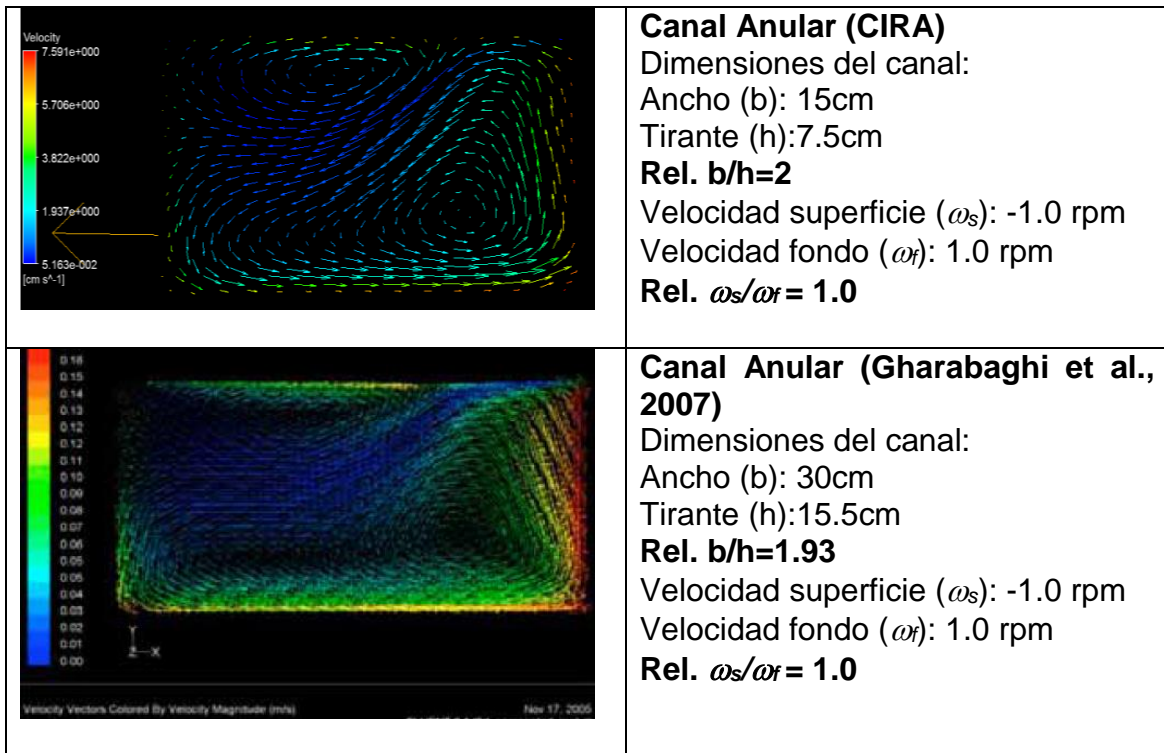 Velocity
7.591e+000
5.706e+000
3.822e+000
1.937e+000
5.163e-002
[cm s^-1]
Canal Anular (CIRA)
Dimensiones del canal:
Ancho (b): 15cm
Tirante (h):7.5cm
Rel. b/h=2
Velocidad superficie (ωs): -1.0 rpm
Velocidad fondo (ωf): 1.0 rpm
Rel. ωs/ωf = 1.0
0.16
0.15
0.14
0.13
0.12
0.12
0.11
0.10
0.09
0.08
0.07
0.06
0.05
0.05
0.04
0.03
0.02
0.01
0.00
Y
Z
X
Velocity Vectors Colored By Velocity Magnitude (m/s)
Nov 17, 2005
Canal Anular (Gharabaghi et al.,
2007)
Dimensiones del canal:
Ancho (b): 30cm
Tirante (h):15.5cm
Rel. b/h=1.93
Velocidad superficie (ωs): -1.0 rpm
Velocidad fondo (ωf): 1.0 rpm
Rel. ωs/ωf = 1.0